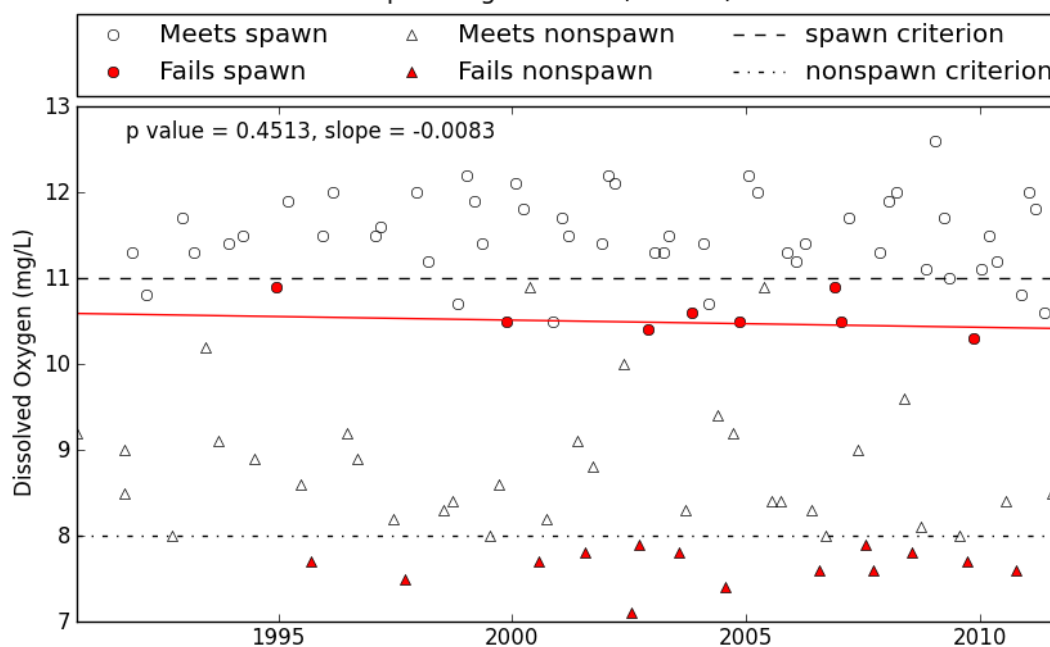 Meets spawn
Fails spawn
Meets nonspawn
Fails nonspawn
spawn criterion
nonspawn criterion
p value = 0.4513, slope = -0.0083
Dissolved Oxygen (mg/L)
13
12
11
10
9
8
7
1995
2000
2005
2010